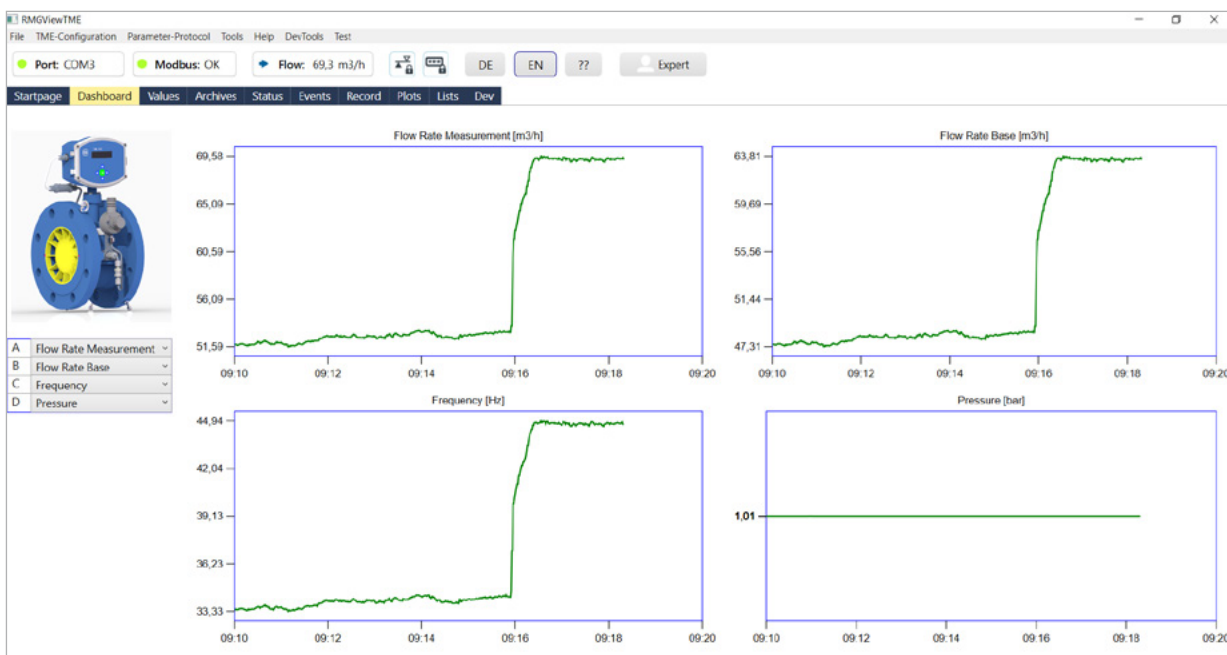 RMGViewTME
File TME-Configuration Parameter-Protocol Tools Help DevTools Test
Port: COM3 Modbus: OK Flow: 69,3 m3/h DE EN ?? Expert
Startpage Dashboard Values Archives Status Events Record Plots Lists Dev
A Flow Rate Measurement
B Flow Rate Base
C Frequency
D Pressure
Flow Rate Measurement [m3/h]
69,58
65,09
60,59
56,09
51,59
09:10 09:12 09:14 09:16 09:18 09:20
Flow Rate Base [m3/h]
63,81
59,69
55,56
51,44
47,31
09:10 09:12 09:14 09:16 09:18 09:20
Frequency [Hz]
44,94
42,04
39,13
36,23
33,33
09:10 09:12 09:14 09:16 09:18 09:20
Pressure [bar]
1,01
09:10 09:12 09:14 09:16 09:18 09:20